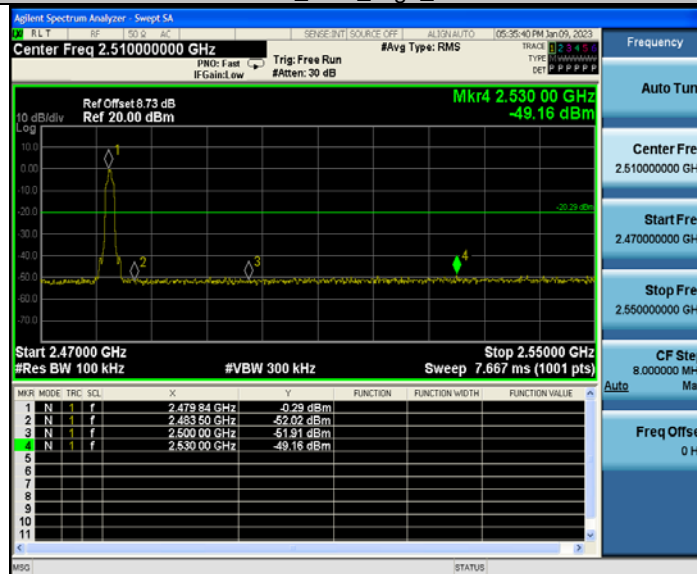 Agilent Spectrum Analyzer - Swept SA
RLT RF 50 Ω AC SENSE:INT SOURCE OFF ALIGN AUTO 05:35:40 PM Jan 09, 2023
Center Freq 2.510000000 GHz #Avg Type: RMS TRACE 1 2 3 4 5 6
PNO: Fast Trig: Free Run TYPE M
IFGain:Low #Atten: 30 dB DET P P P P P P
Mkr4 2.530 00 GHz
Ref Offset 8.73 dB
10 dB/div Ref 20.00 dBm -49.16 dBm
Log
10.0
0.00
-10.0
-20.0
-30.0
-40.0
-50.0
-60.0
-70.0
1
2
3
4
-20.29 dBm
Start 2.47000 GHz Stop 2.55000 GHz
#Res BW 100 kHz #VBW 300 kHz Sweep 7.667 ms (1001 pts)
MKR MODE TRC SCL X Y FUNCTION FUNCTION WIDTH FUNCTION VALUE
1 N 1 f 2.479 84 GHz -0.29 dBm
2 N 1 f 2.483 50 GHz -52.02 dBm
3 N 1 f 2.500 00 GHz -51.91 dBm
4 N 1 f 2.530 00 GHz -49.16 dBm
5
6
7
8
9
10
11
MSG STATUS
Frequency
Auto Tun
Center Fre
2.510000000 GH
Start Fre
2.470000000 GH
Stop Fre
2.550000000 GH
CF Ste
8.000000 MH
Auto Ma
Freq Offse
0 H